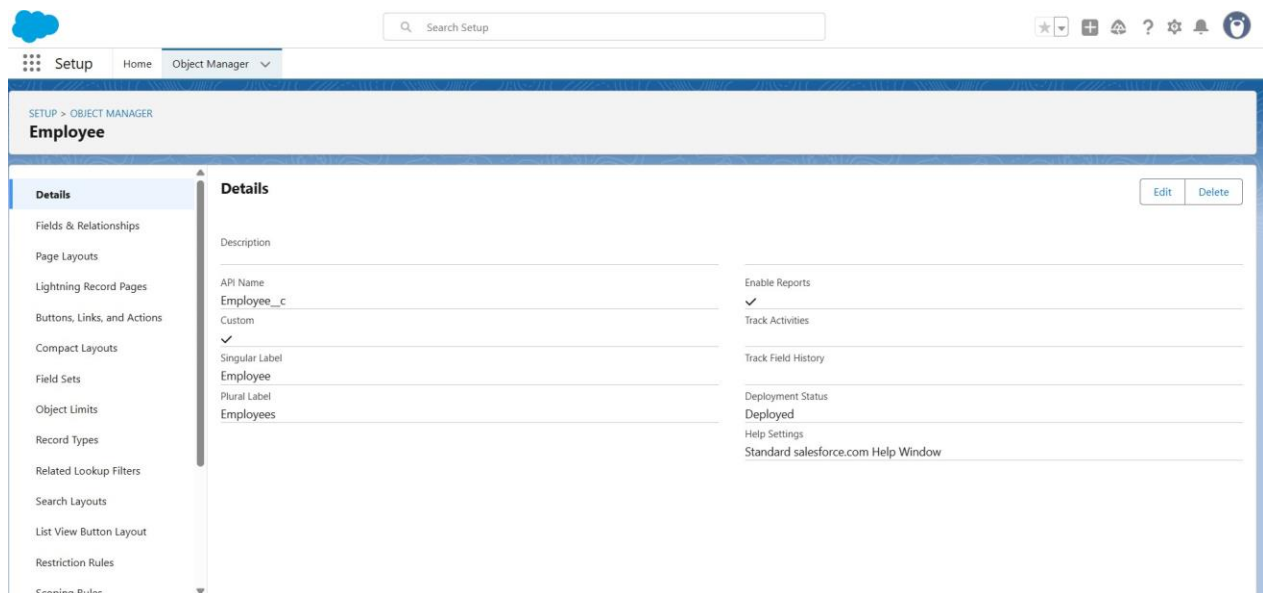 Search Setup
Setup
Home
Object Manager
SETUP > OBJECT MANAGER
Employee
Details
Fields & Relationships
Page Layouts
Lightning Record Pages
Buttons, Links, and Actions
Compact Layouts
Field Sets
Object Limits
Record Types
Related Lookup Filters
Search Layouts
List View Button Layout
Restriction Rules
Scoping Rules
Details
Edit
Delete
Description
API Name
Employee__c
Custom
Singular Label
Employee
Plural Label
Employees
Enable Reports
Track Activities
Track Field History
Deployment Status
Deployed
Help Settings
Standard salesforce.com Help Window